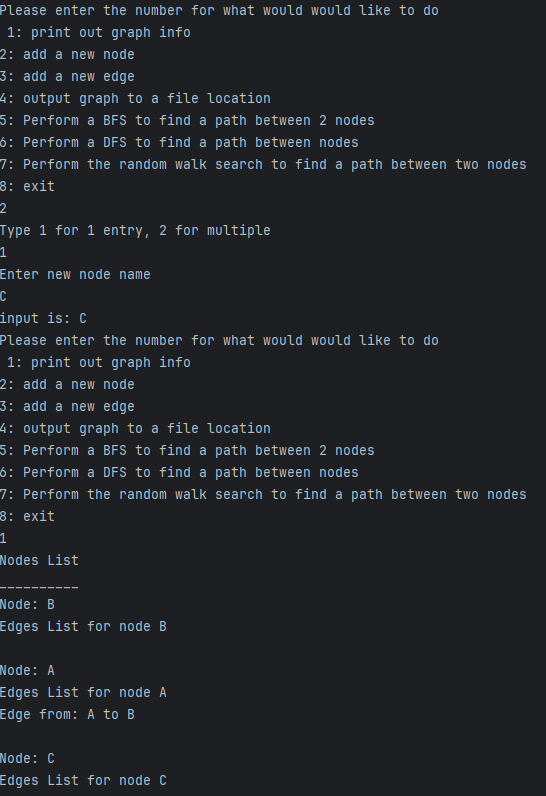 Please enter the number for what would would like to do
 1: print out graph info
2: add a new node
3: add a new edge
4: output graph to a file location
5: Perform a BFS to find a path between 2 nodes
6: Perform a DFS to find a path between nodes
7: Perform the random walk search to find a path between two nodes
8: exit
2
Type 1 for 1 entry, 2 for multiple
1
Enter new node name
C
input is: C
Please enter the number for what would would like to do
 1: print out graph info
2: add a new node
3: add a new edge
4: output graph to a file location
5: Perform a BFS to find a path between 2 nodes
6: Perform a DFS to find a path between nodes
7: Perform the random walk search to find a path between two nodes
8: exit
1
Nodes List
__________
Node: B
Edges List for node B

Node: A
Edges List for node A
Edge from: A to B

Node: C
Edges List for node C